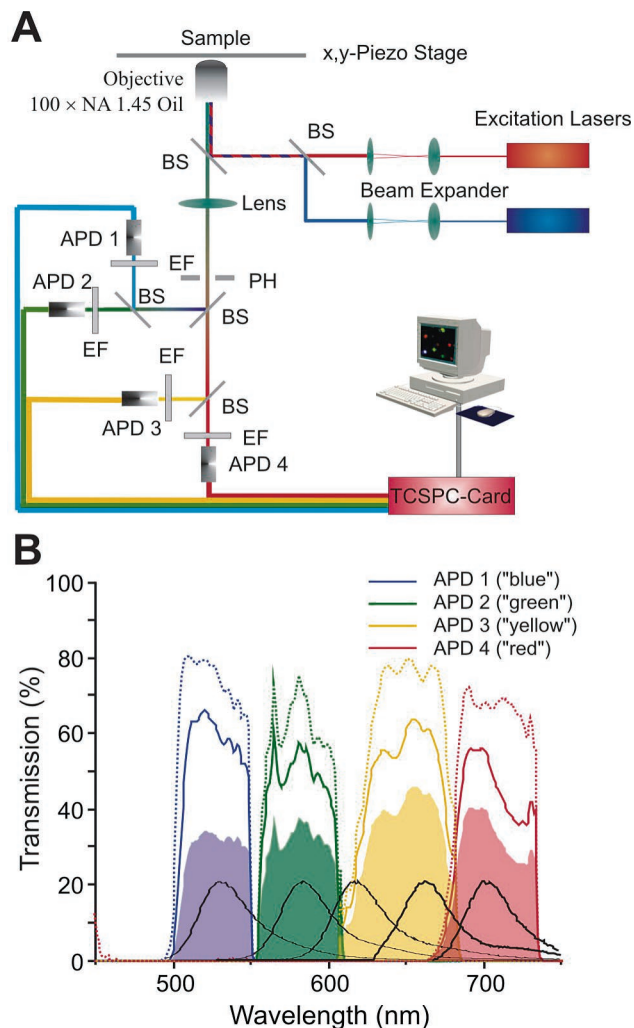 A
Sample
x,y-Piezo Stage
Objective
100 × NA 1.45 Oil
BS
Excitation Lasers
BS
Beam Expander
Lens
APD 1
EF
PH
APD 2
BS
BS
EF
EF
BS
APD 3
EF
APD 4
TCSPC-Card
B
APD 1 ("blue")
APD 2 ("green")
APD 3 ("yellow")
APD 4 ("red")
Transmission (%)
100
80
60
40
20
0
500
600
700
Wavelength (nm)